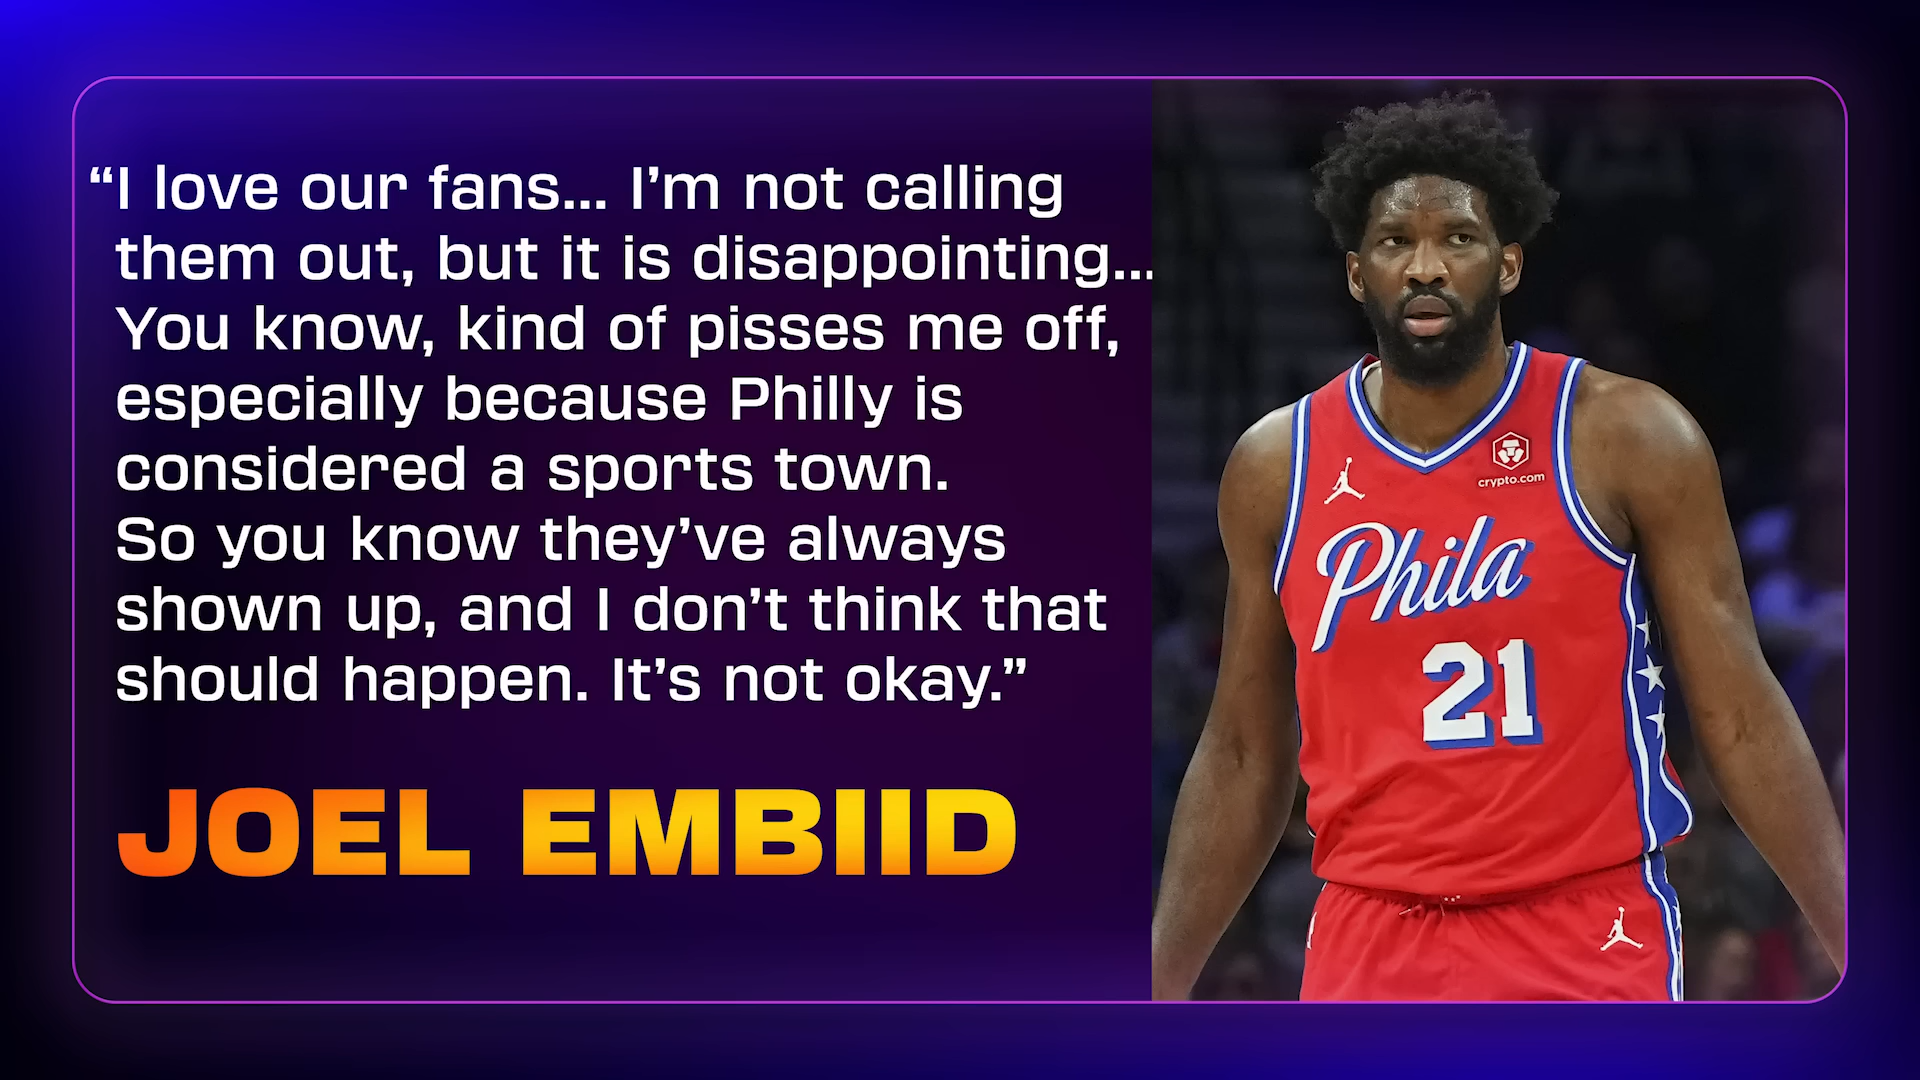 “I love our fans... I’m not calling
them out, but it is disappointing...
You know, kind of pisses me off,
especially because Philly is
considered a sports town.
So you know they’ve always
shown up, and I don’t think that
should happen. It’s not okay.”
JOEL EMBIID
crypto.com
Phila
21